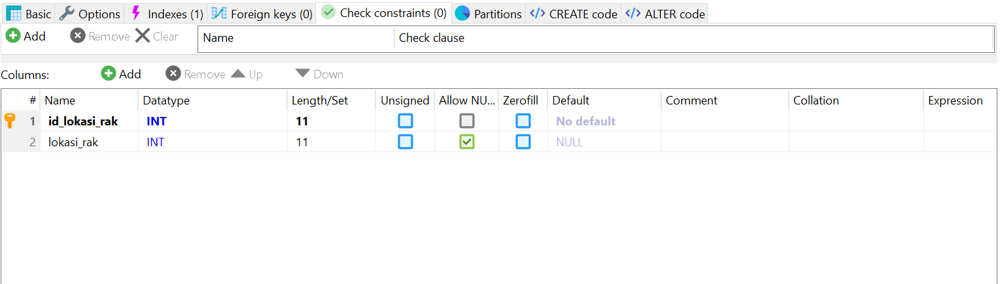 Basic Options Indexes (1) Foreign keys (0) Check constraints (0) Partitions CREATE code ALTER code
Add Remove Clear Name Check clause
Columns: Add Remove Up Down
# Name Datatype Length/Set Unsigned Allow NU... Zerofill Default Comment Collation Expression
1 id_lokasi_rak INT 11 No default
2 lokasi_rak INT 11 NULL